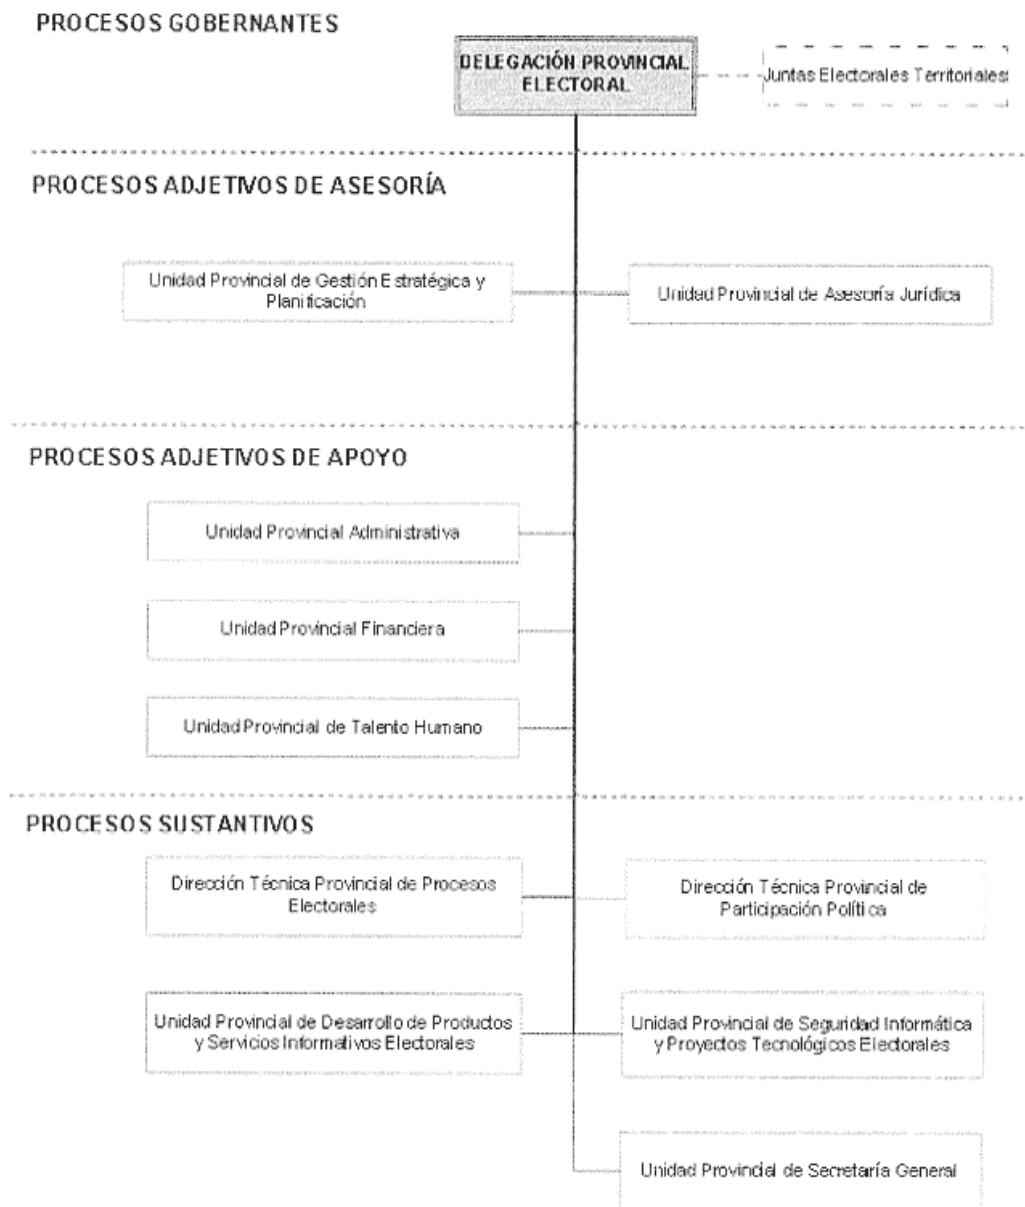 PROCESOS GOBERNANTES
DELEGACIÓN PROVINCIAL
ELECTORAL
Juntas Electorales Territoriales
PROCESOS ADJETIVOS DE ASESORÍA
Unidad Provincial de Gestión Estratégica y
Planificación
Unidad Provincial de Asesoría Jurídica
PROCESOS ADJETIVOS DE APOYO
Unidad Provincial Administrativa
Unidad Provincial Financiera
Unidad Provincial de Talento Humano
PROCESOS SUSTANTIVOS
Dirección Técnica Provincial de Procesos
Electorales
Dirección Técnica Provincial de
Participación Política
Unidad Provincial de Desarrollo de Productos
y Servicios Informativos Electorales
Unidad Provincial de Seguridad Informática
y Proyectos Tecnológicos Electorales
Unidad Provincial de Secretaría General